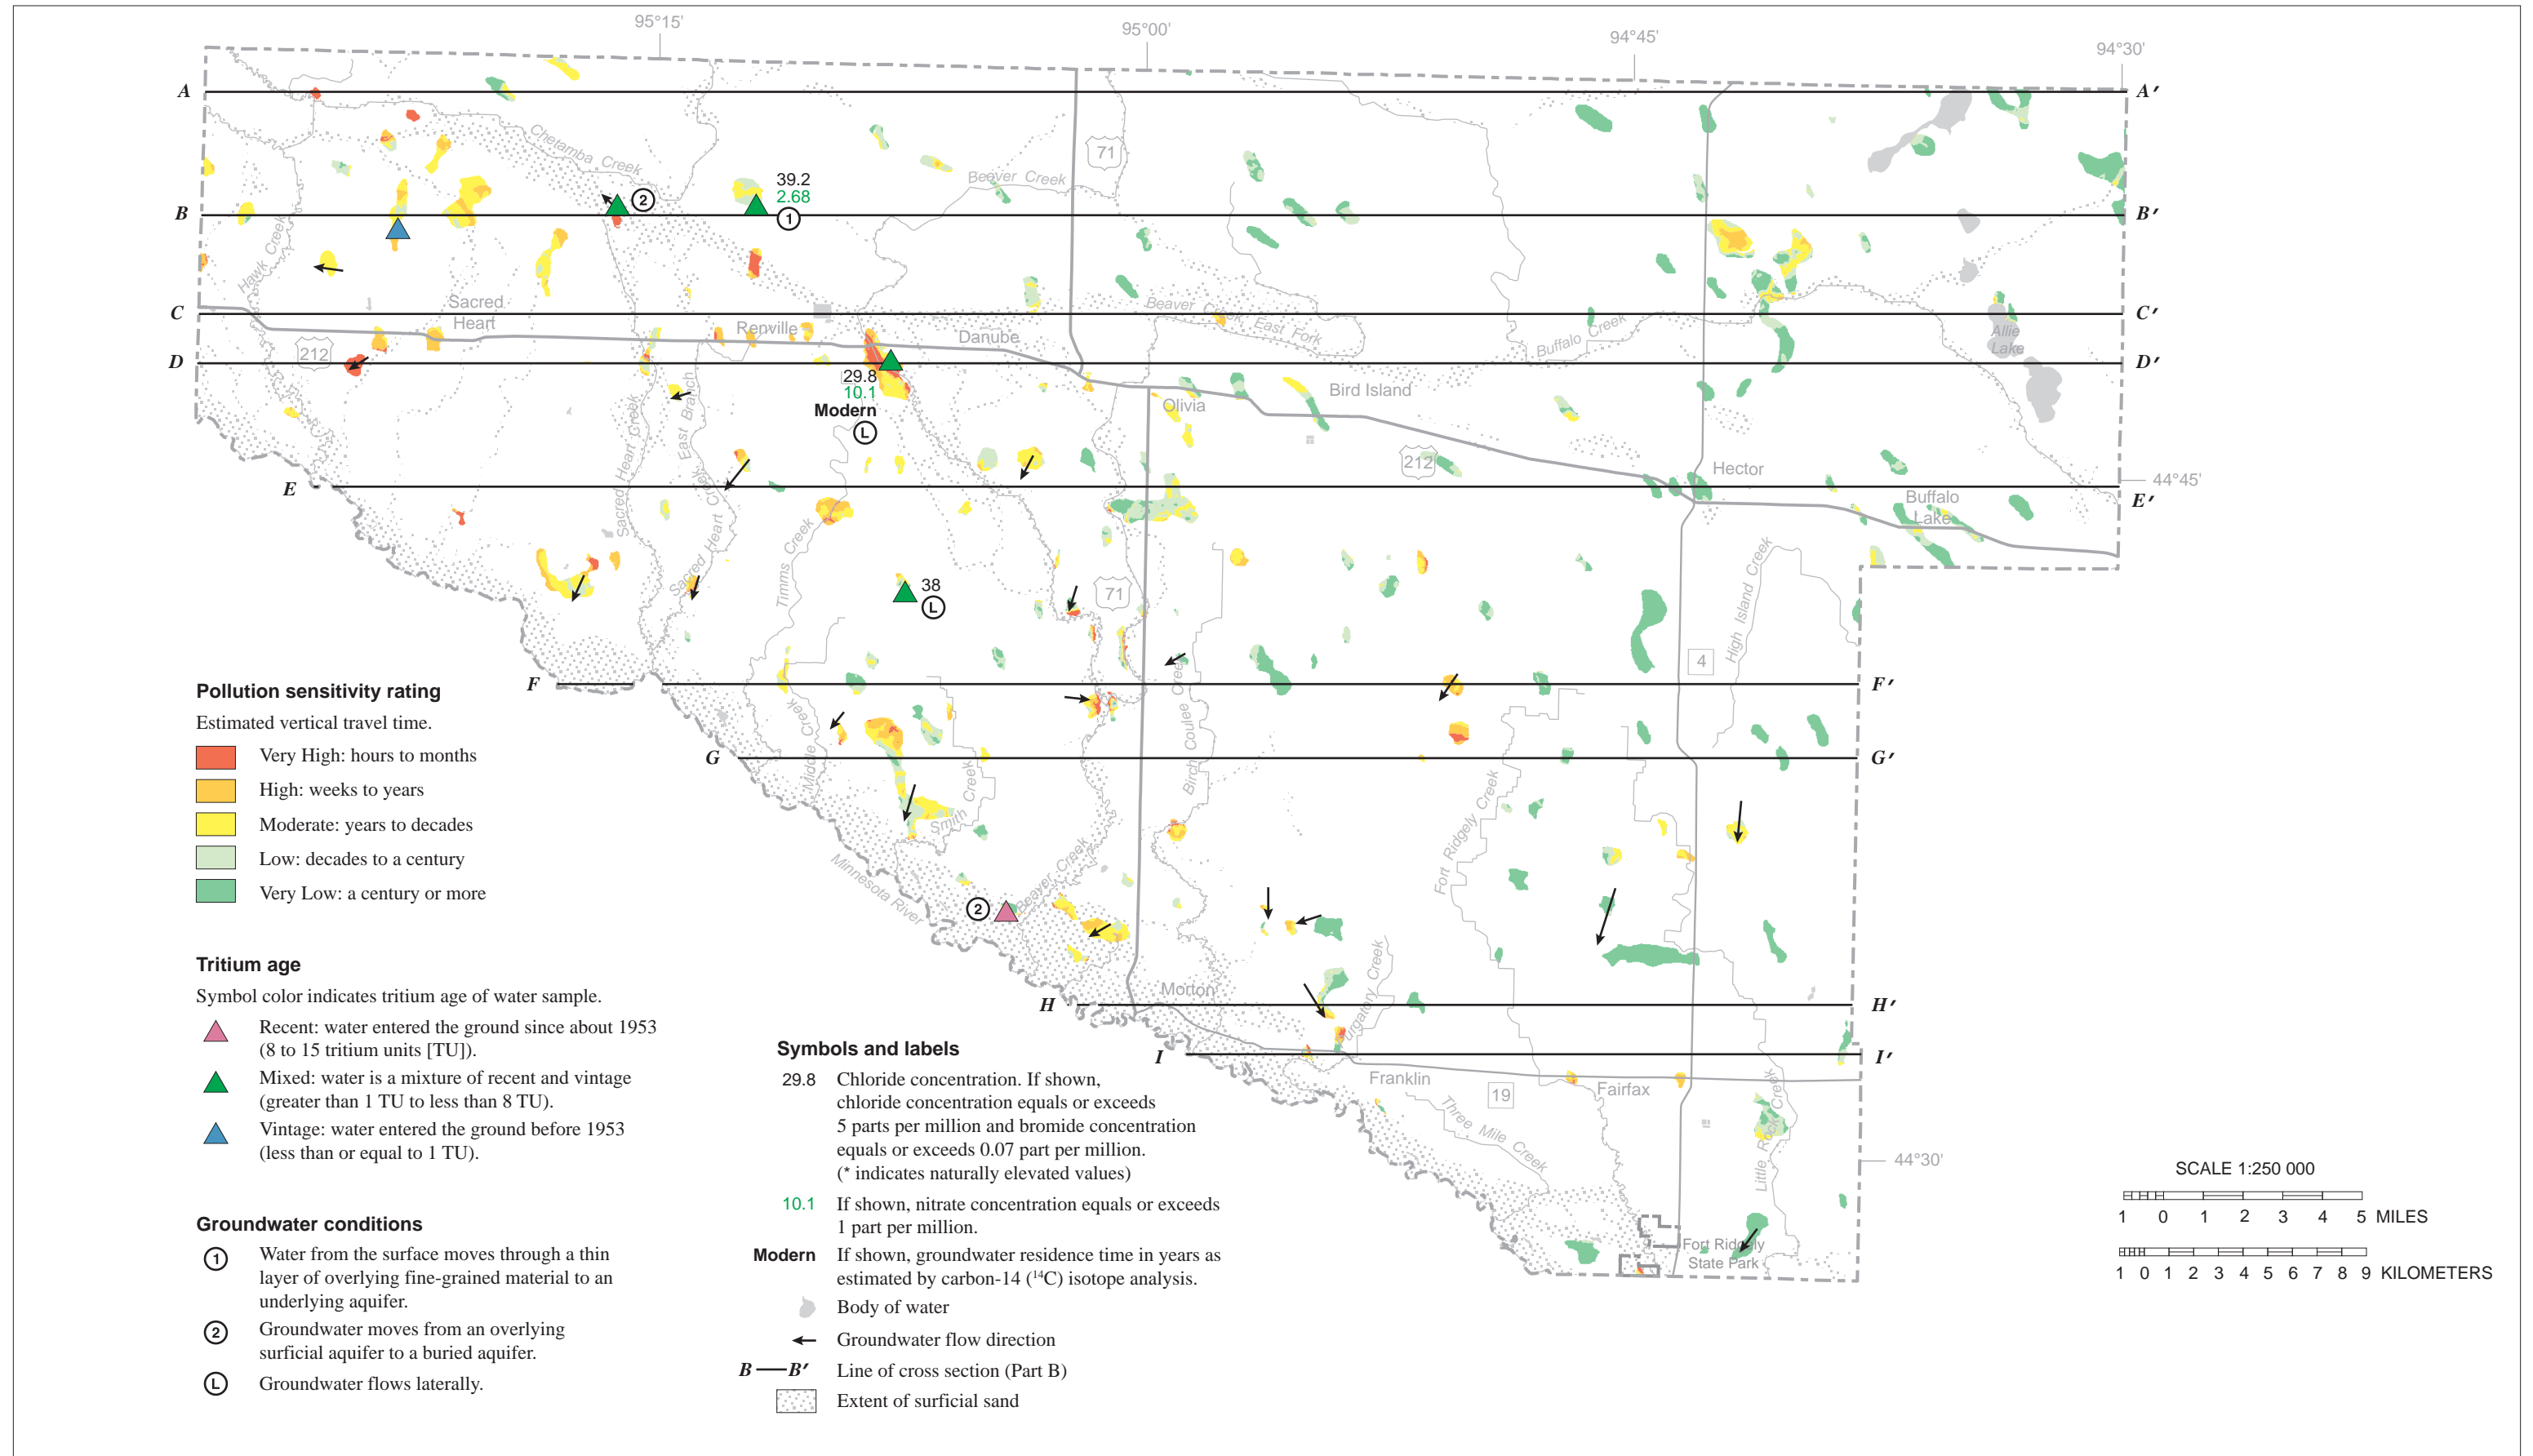 95°15'
95°00'
94°45'
94°30'
A
A′
Chetamba Creek
71
Beaver Creek
39.2
2.68
2
1
B
B′
Hawk Creek
C
C′
Sacred
Heart
Renville
Danube
Beaver Creek East Fork
Buffalo Creek
Allie
Lake
212
D
D′
29.8
10.1
Modern
L
Olivia
Bird Island
Sacred Heart Creek
East Branch
Sacred Heart Creek
212
Hector
44°45'
E
E′
Buffalo
Lake
Timms Creek
38
L
71
High Island Creek
4
F
F′
Middle Creek
Birch Coulee Creek
G
G′
Smith Creek
Fort Ridgely Creek
Minnesota River
Beaver Creek
2
Morton
H
H′
Purgatory Creek
I
I′
Franklin
19
Fairfax
Three Mile Creek
Little Rock Creek
44°30'
Fort Ridgely
State Park
Pollution sensitivity rating
Estimated vertical travel time.
Very High: hours to months
High: weeks to years
Moderate: years to decades
Low: decades to a century
Very Low: a century or more
Tritium age
Symbol color indicates tritium age of water sample.
Recent: water entered the ground since about 1953
(8 to 15 tritium units [TU]).
Mixed: water is a mixture of recent and vintage
(greater than 1 TU to less than 8 TU).
Vintage: water entered the ground before 1953
(less than or equal to 1 TU).
Groundwater conditions
1 Water from the surface moves through a thin
layer of overlying fine-grained material to an
underlying aquifer.
2 Groundwater moves from an overlying
surficial aquifer to a buried aquifer.
L Groundwater flows laterally.
Symbols and labels
29.8 Chloride concentration. If shown,
chloride concentration equals or exceeds
5 parts per million and bromide concentration
equals or exceeds 0.07 part per million.
(* indicates naturally elevated values)
10.1 If shown, nitrate concentration equals or exceeds
1 part per million.
Modern If shown, groundwater residence time in years as
estimated by carbon-14 (¹⁴C) isotope analysis.
Body of water
Groundwater flow direction
B — B′ Line of cross section (Part B)
Extent of surficial sand
SCALE 1:250 000
1 0 1 2 3 4 5 MILES
1 0 1 2 3 4 5 6 7 8 9 KILOMETERS